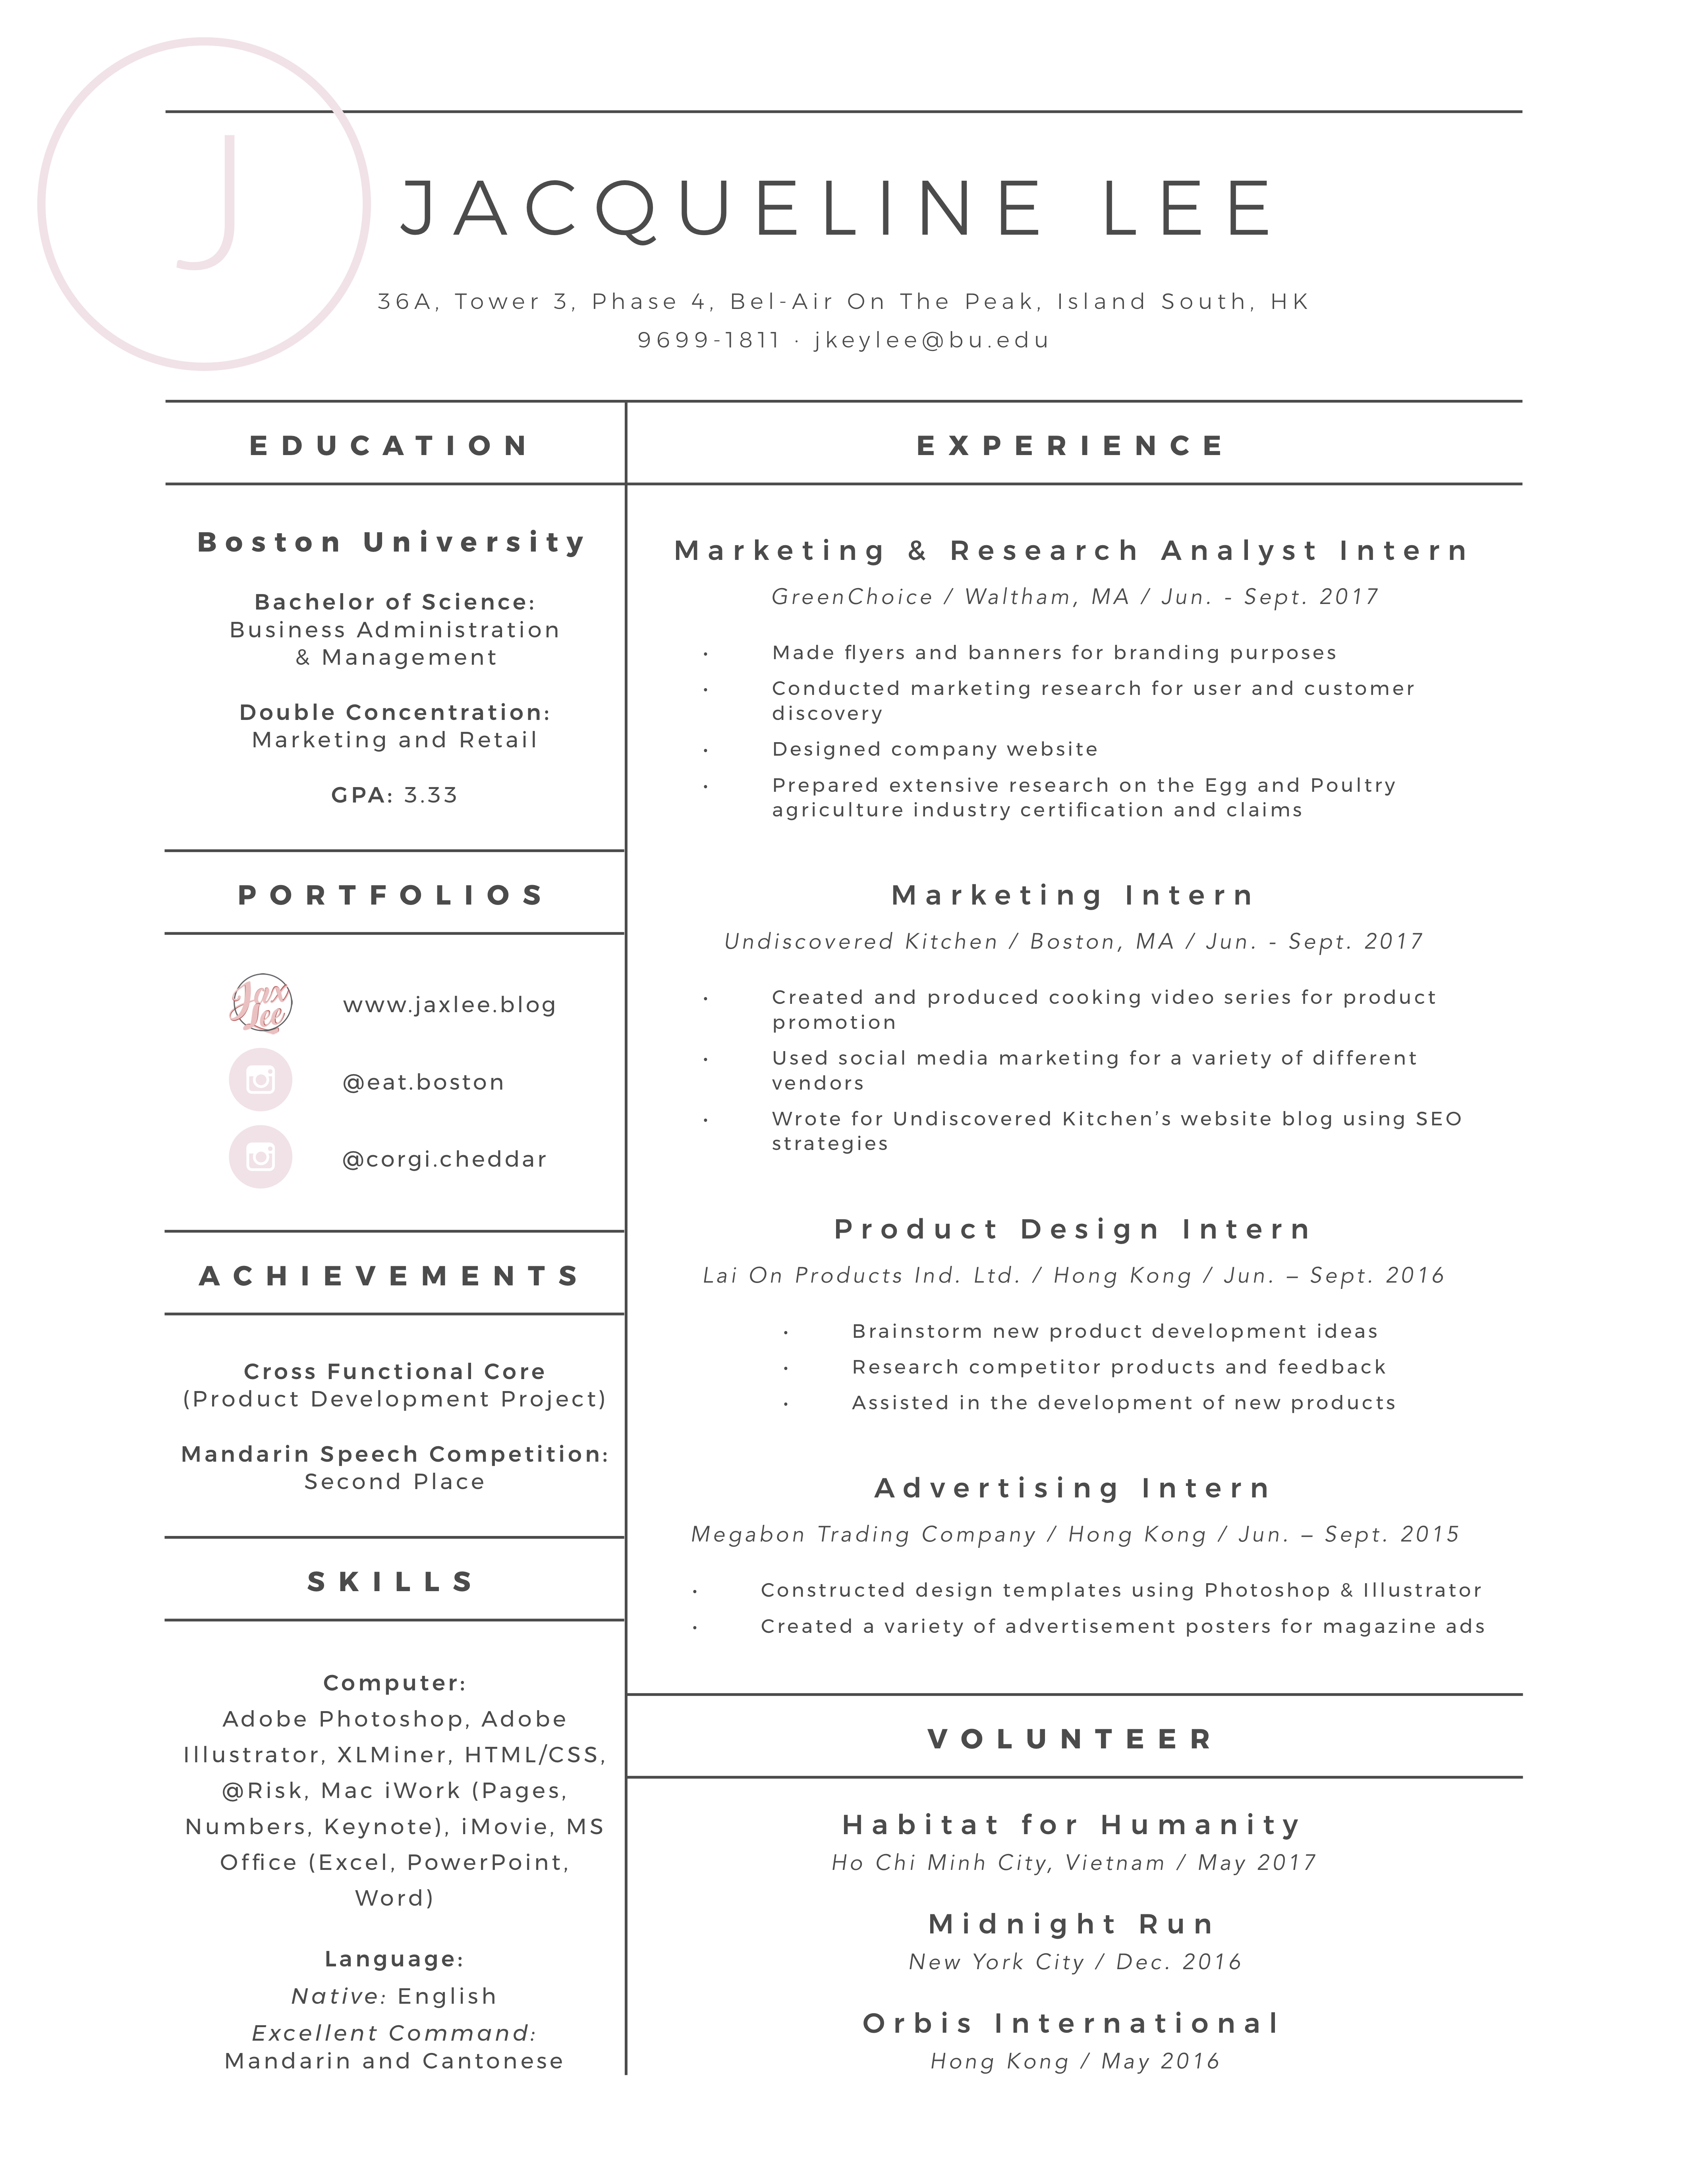 J
JACQUELINE LEE
36A, Tower 3, Phase 4, Bel-Air On The Peak, Island South, HK
9699-1811 · jkeylee@bu.edu
EDUCATION
Boston University
Bachelor of Science:
Business Administration
& Management
Double Concentration:
Marketing and Retail
GPA: 3.33
PORTFOLIOS
Jax
Lee
www.jaxlee.blog
@eat.boston
@corgi.cheddar
ACHIEVEMENTS
Cross Functional Core
(Product Development Project)
Mandarin Speech Competition:
Second Place
SKILLS
Computer:
Adobe Photoshop, Adobe
Illustrator, XLMiner, HTML/CSS,
@Risk, Mac iWork (Pages,
Numbers, Keynote), iMovie, MS
Office (Excel, PowerPoint,
Word)
Language:
Native: English
Excellent Command:
Mandarin and Cantonese
EXPERIENCE
Marketing & Research Analyst Intern
GreenChoice / Waltham, MA / Jun. - Sept. 2017
• Made flyers and banners for branding purposes
• Conducted marketing research for user and customer
discovery
• Designed company website
• Prepared extensive research on the Egg and Poultry
agriculture industry certification and claims
Marketing Intern
Undiscovered Kitchen / Boston, MA / Jun. - Sept. 2017
• Created and produced cooking video series for product
promotion
• Used social media marketing for a variety of different
vendors
• Wrote for Undiscovered Kitchen’s website blog using SEO
strategies
Product Design Intern
Lai On Products Ind. Ltd. / Hong Kong / Jun. – Sept. 2016
• Brainstorm new product development ideas
• Research competitor products and feedback
• Assisted in the development of new products
Advertising Intern
Megabon Trading Company / Hong Kong / Jun. – Sept. 2015
• Constructed design templates using Photoshop & Illustrator
• Created a variety of advertisement posters for magazine ads
VOLUNTEER
Habitat for Humanity
Ho Chi Minh City, Vietnam / May 2017
Midnight Run
New York City / Dec. 2016
Orbis International
Hong Kong / May 2016